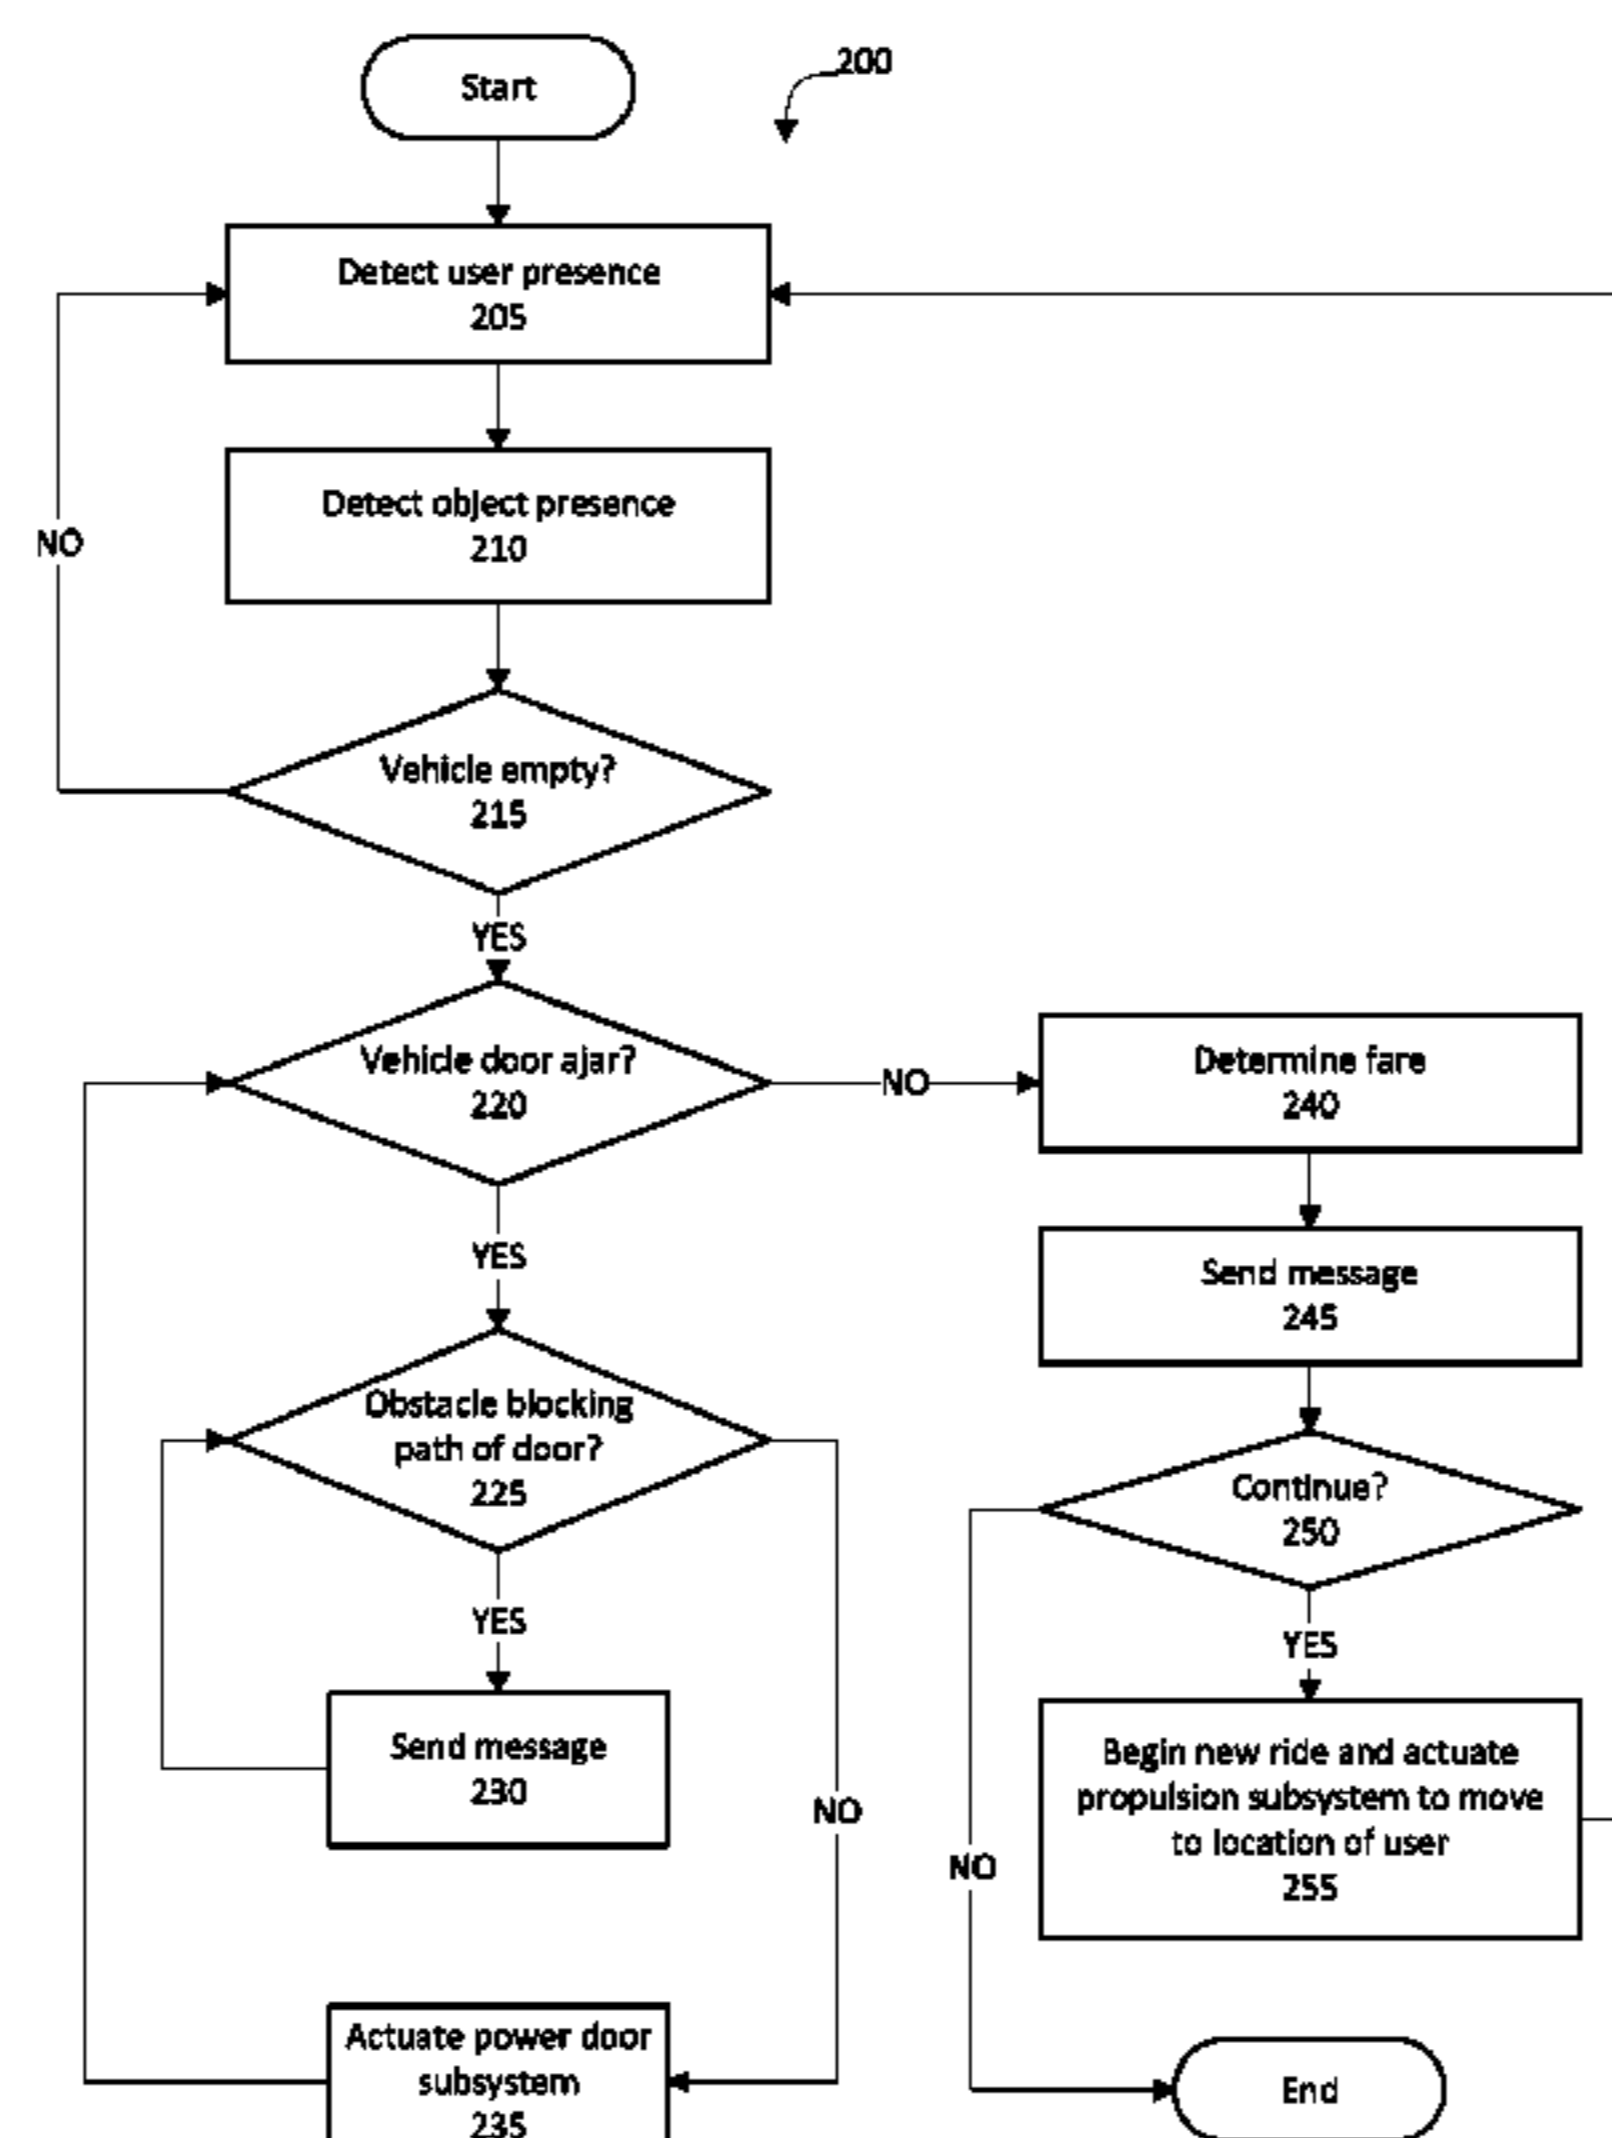 Start
200
Detect user presence
205
Detect object presence
210
NO
Vehicle empty?
215
YES
Vehicle door ajar?
220
NO
Determine fare
240
YES
Send message
245
Obstacle blocking
path of door?
225
Continue?
250
YES
YES
Send message
230
NO
Begin new ride and actuate
propulsion subsystem to move
to location of user
255
NO
Actuate power door
subsystem
235
End